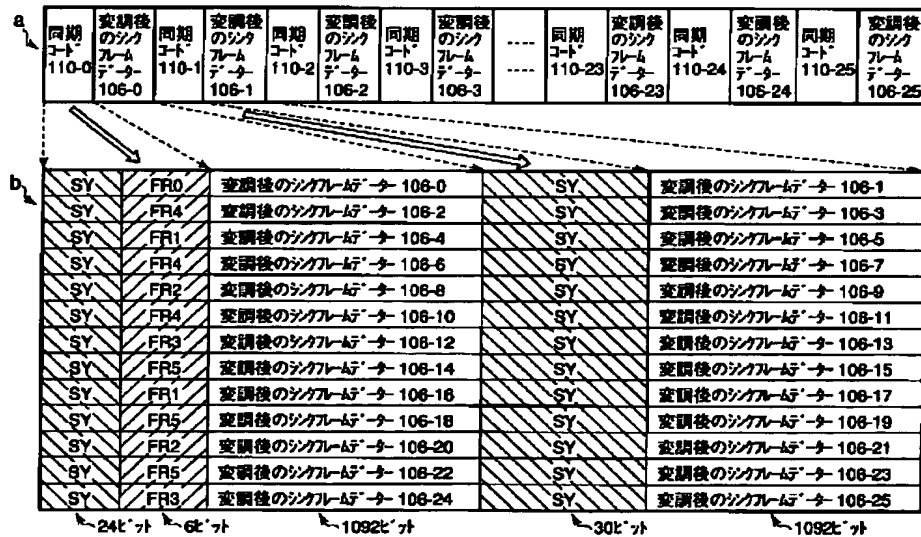 a
同期 コード 110-0
変調後のシンクフレームデーター 106-0
同期 コード 110-1
変調後のシンクフレームデーター 106-1
同期 コード 110-2
変調後のシンクフレームデーター 106-2
同期 コード 110-3
変調後のシンクフレームデーター 106-3
同期 コード 110-23
変調後のシンクフレームデーター 106-23
同期 コード 110-24
変調後のシンクフレームデーター 106-24
同期 コード 110-25
変調後のシンクフレームデーター 106-25
b
SY FR0 変調後のシンクフレームデーター 106-0 SY 変調後のシンクフレームデーター 106-1
SY FR4 変調後のシンクフレームデーター 106-2 SY 変調後のシンクフレームデーター 106-3
SY FR1 変調後のシンクフレームデーター 106-4 SY 変調後のシンクフレームデーター 106-5
SY FR4 変調後のシンクフレームデーター 106-6 SY 変調後のシンクフレームデーター 106-7
SY FR2 変調後のシンクフレームデーター 106-8 SY 変調後のシンクフレームデーター 106-9
SY FR4 変調後のシンクフレームデーター 106-10 SY 変調後のシンクフレームデーター 106-11
SY FR3 変調後のシンクフレームデーター 106-12 SY 変調後のシンクフレームデーター 106-13
SY FR5 変調後のシンクフレームデーター 106-14 SY 変調後のシンクフレームデーター 106-15
SY FR1 変調後のシンクフレームデーター 106-16 SY 変調後のシンクフレームデーター 106-17
SY FR5 変調後のシンクフレームデーター 106-18 SY 変調後のシンクフレームデーター 106-19
SY FR2 変調後のシンクフレームデーター 106-20 SY 変調後のシンクフレームデーター 106-21
SY FR5 変調後のシンクフレームデーター 106-22 SY 変調後のシンクフレームデーター 106-23
SY FR3 変調後のシンクフレームデーター 106-24 SY 変調後のシンクフレームデーター 106-25
24ビット 6ビット 1092ビット 30ビット 1092ビット